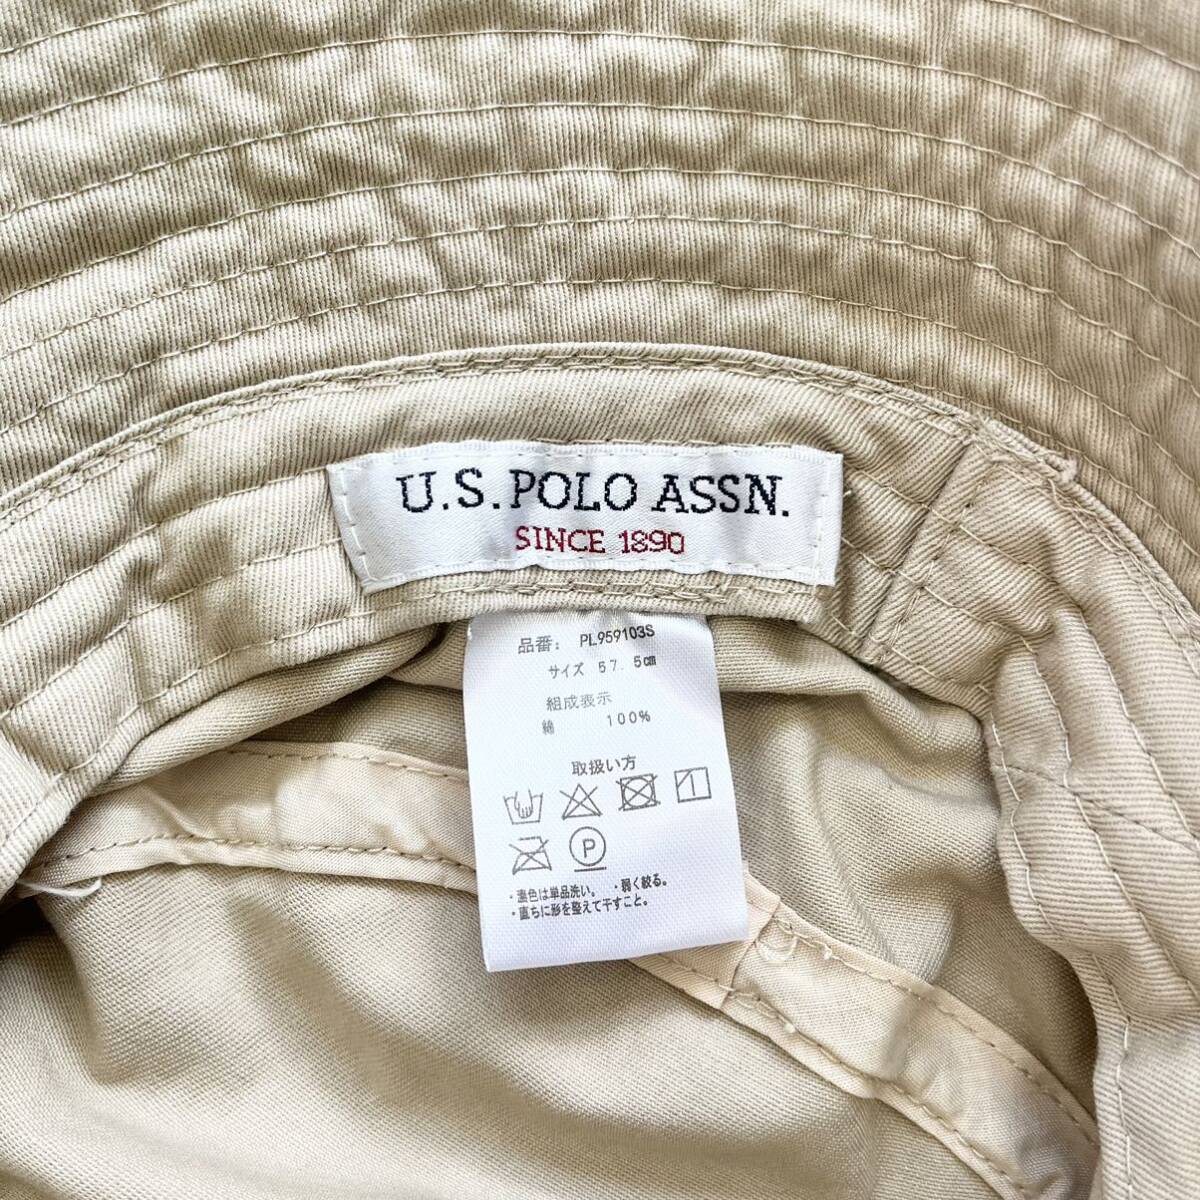 U.S. POLO ASSN.
SINCE 1890
品番: PL959103S
サイズ 57.5cm
組成表示
綿 100%
取扱い方
P
・濃色は単品洗い。 ・弱く絞る。
・直ちに形を整えて干すこと。